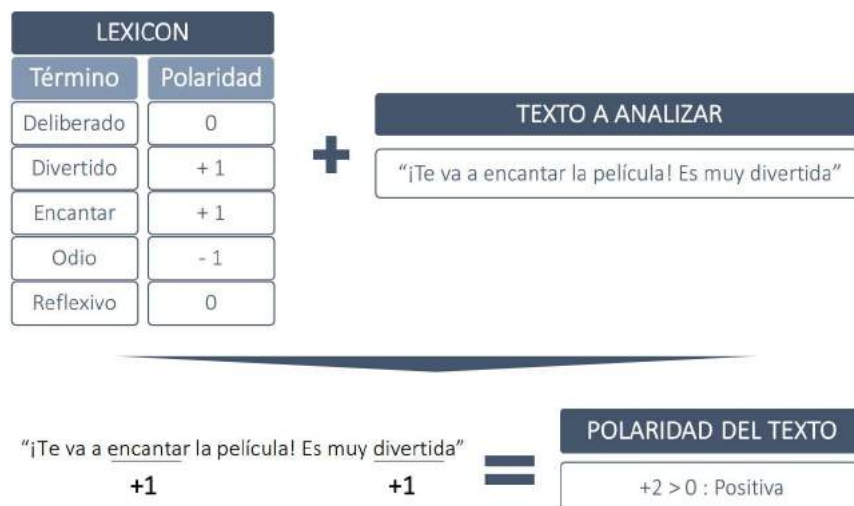 LEXICON
Término Polaridad
Deliberado 0
Divertido + 1
Encantar + 1
Odio - 1
Reflexivo 0
+
TEXTO A ANALIZAR
“¡Te va a encantar la película! Es muy divertida”
“¡Te va a encantar la película! Es muy divertida”
+1 +1
=
POLARIDAD DEL TEXTO
+2 > 0 : Positiva